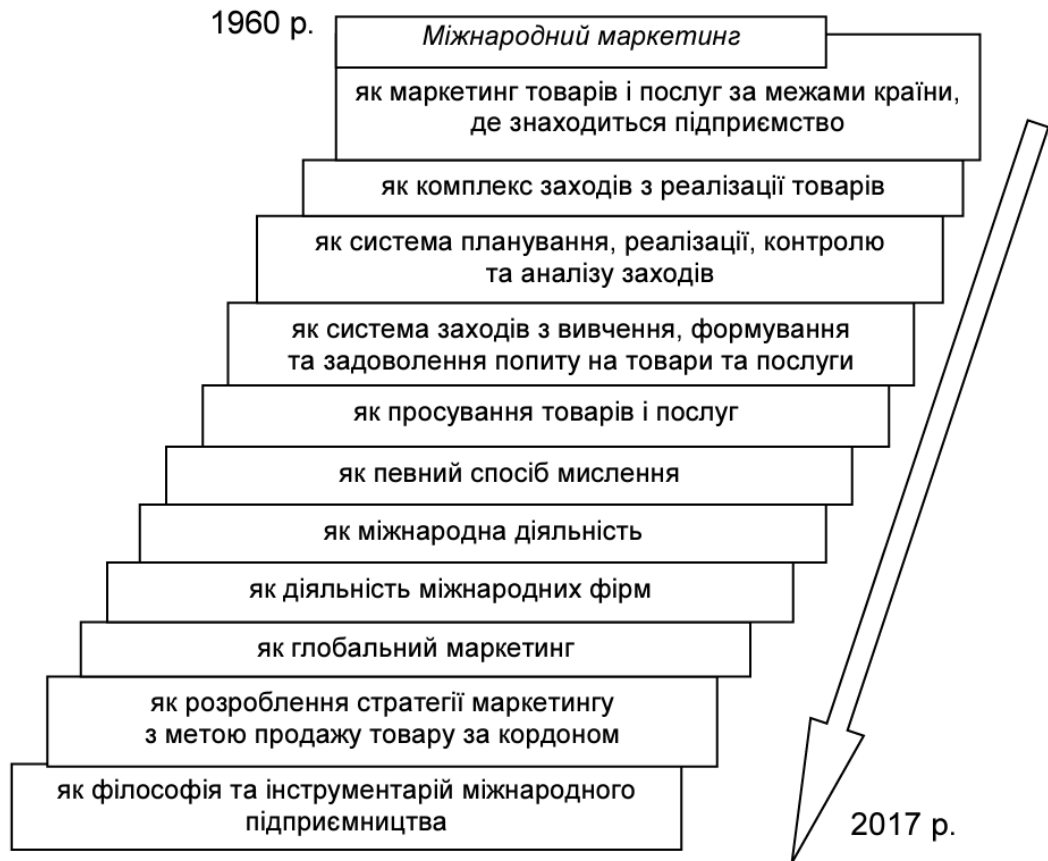 1960 р.
Міжнародний маркетинг
як маркетинг товарів і послуг за межами країни,
де знаходиться підприємство
як комплекс заходів з реалізації товарів
як система планування, реалізації, контролю
та аналізу заходів
як система заходів з вивчення, формування
та задоволення попиту на товари та послуги
як просування товарів і послуг
як певний спосіб мислення
як міжнародна діяльність
як діяльність міжнародних фірм
як глобальний маркетинг
як розроблення стратегії маркетингу
з метою продажу товару за кордоном
як філософія та інструментарій міжнародного
підприємництва
2017 р.